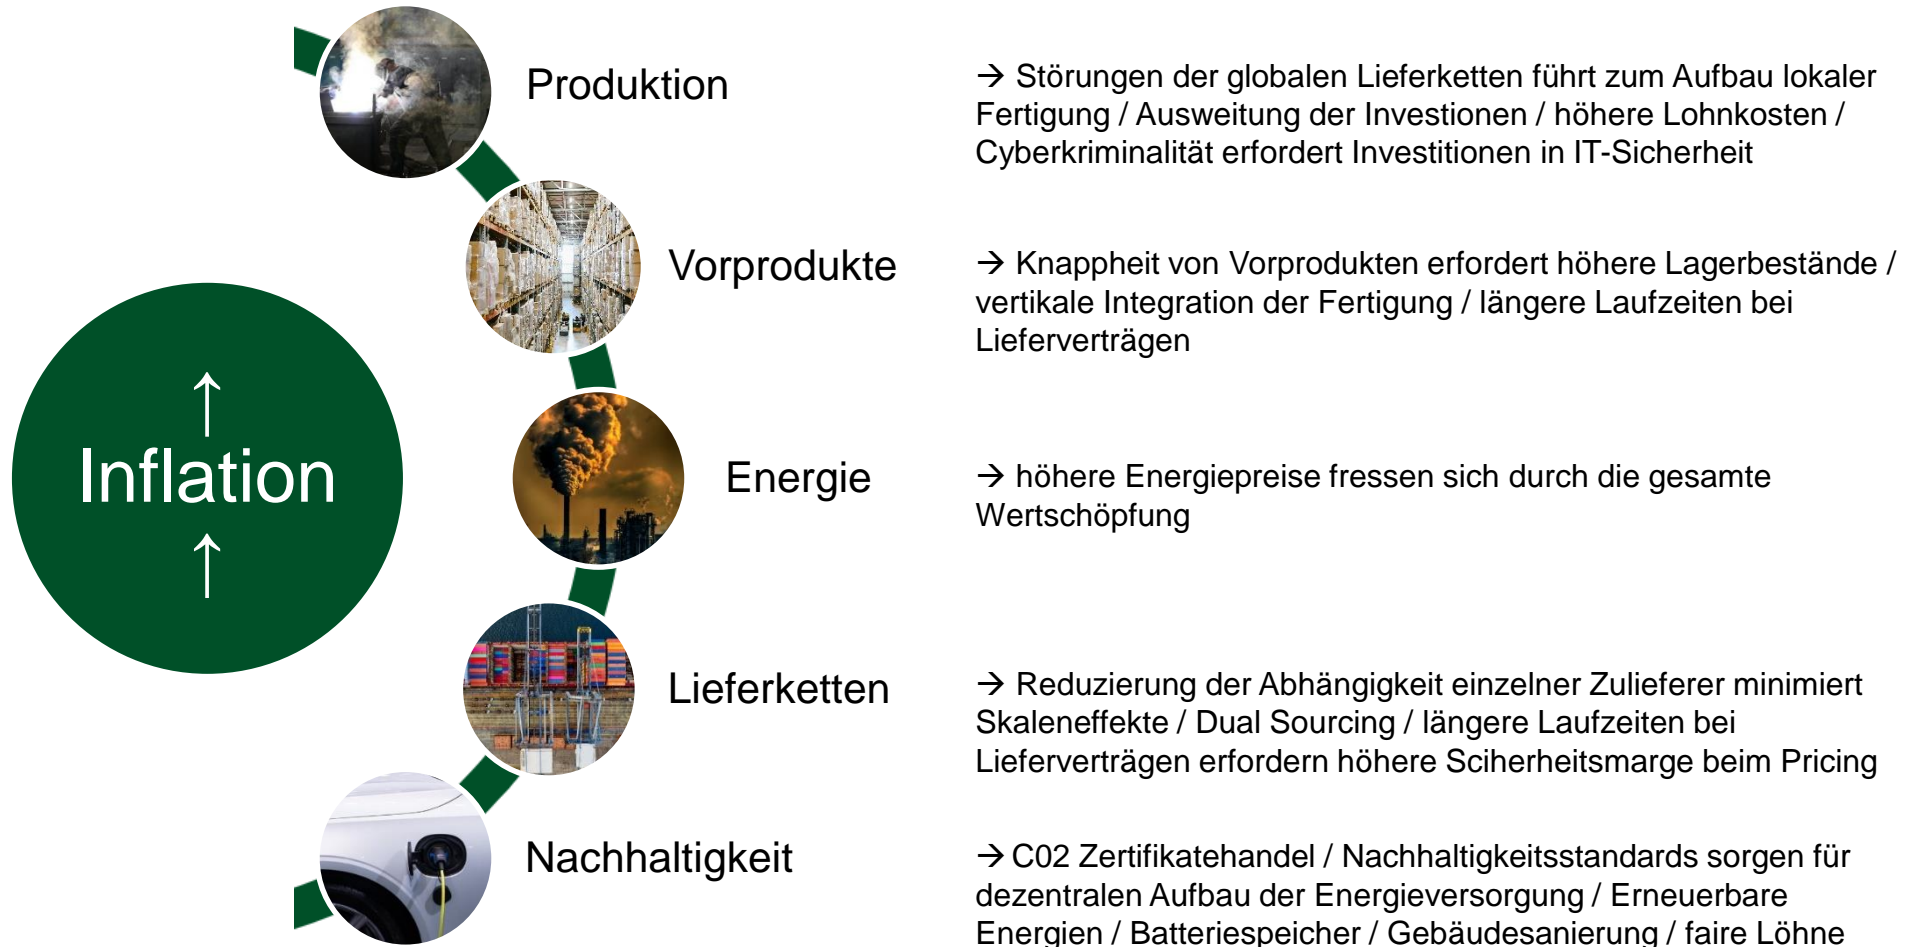 Produktion
→ Störungen der globalen Lieferketten führt zum Aufbau lokaler
Fertigung / Ausweitung der Investionen / höhere Lohnkosten /
Cyberkriminalität erfordert Investitionen in IT-Sicherheit
Vorprodukte
→ Knappheit von Vorprodukten erfordert höhere Lagerbestände /
vertikale Integration der Fertigung / längere Laufzeiten bei
Lieferverträgen
↑
Inflation
↑
Energie
→ höhere Energiepreise fressen sich durch die gesamte
Wertschöpfung
Lieferketten
→ Reduzierung der Abhängigkeit einzelner Zulieferer minimiert
Skaleneffekte / Dual Sourcing / längere Laufzeiten bei
Lieferverträgen erfordern höhere Sciherheitsmarge beim Pricing
Nachhaltigkeit
→ C02 Zertifikatehandel / Nachhaltigkeitsstandards sorgen für
dezentralen Aufbau der Energieversorgung / Erneuerbare
Energien / Batteriespeicher / Gebäudesanierung / faire Löhne